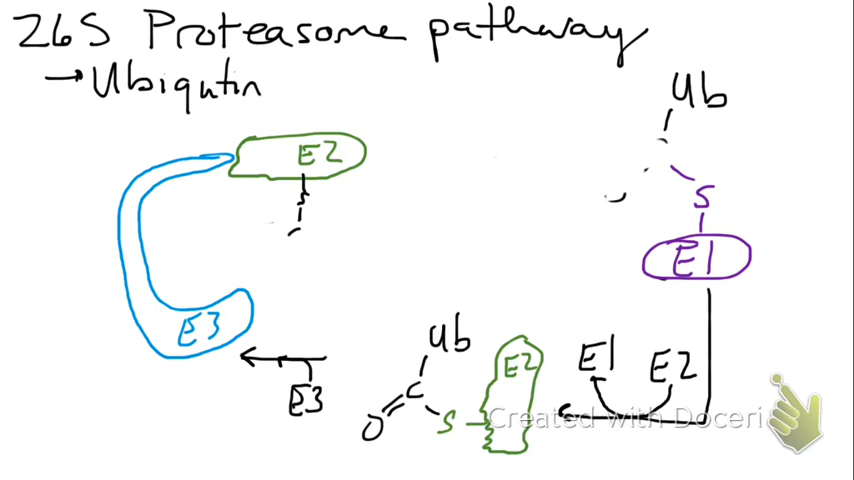 26S Proteasome pathway
→ Ubiqutin
Ub
E2
S
S
E1
E3
Ub
E2
E1
E2
C
O
S
E3
Created with Doceri